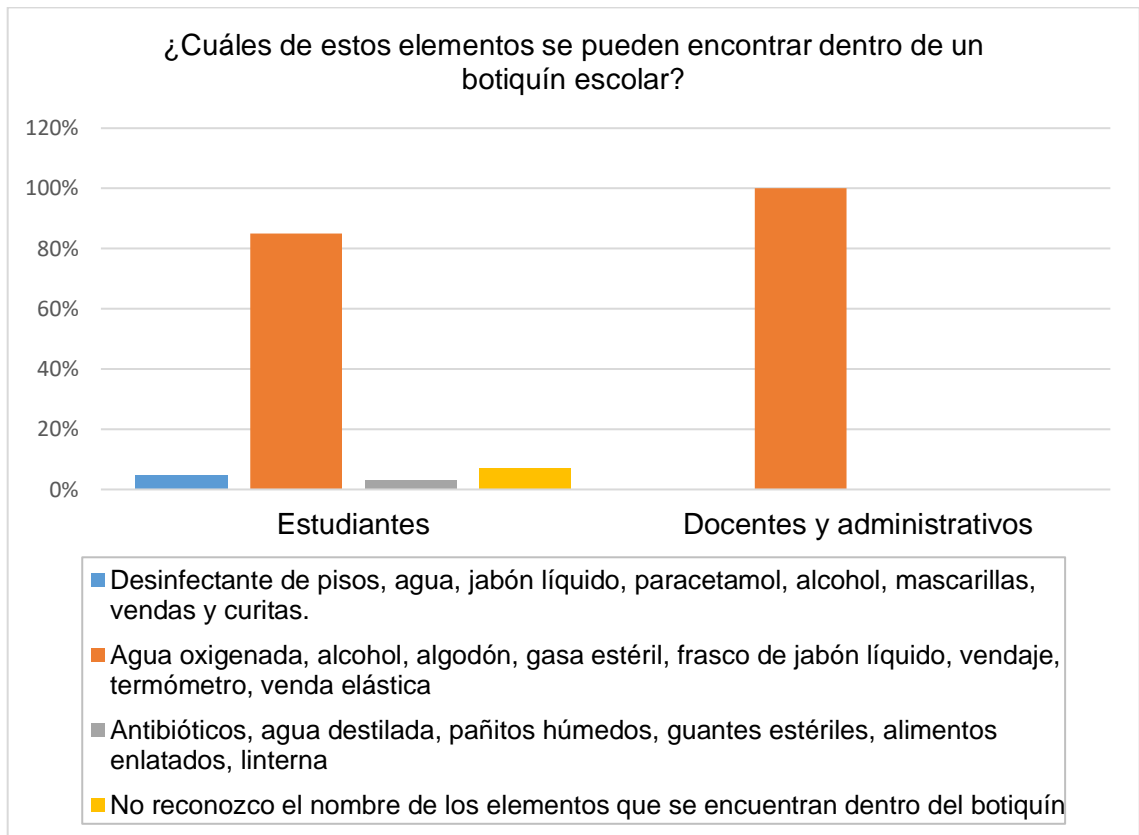 ¿Cuáles de estos elementos se pueden encontrar dentro de un
botiquín escolar?
120%
100%
80%
60%
40%
20%
0%
Estudiantes
Docentes y administrativos
Desinfectante de pisos, agua, jabón líquido, paracetamol, alcohol, mascarillas,
vendas y curitas.
Agua oxigenada, alcohol, algodón, gasa estéril, frasco de jabón líquido, vendaje,
termómetro, venda elástica
Antibióticos, agua destilada, pañitos húmedos, guantes estériles, alimentos
enlatados, linterna
No reconozco el nombre de los elementos que se encuentran dentro del botiquín